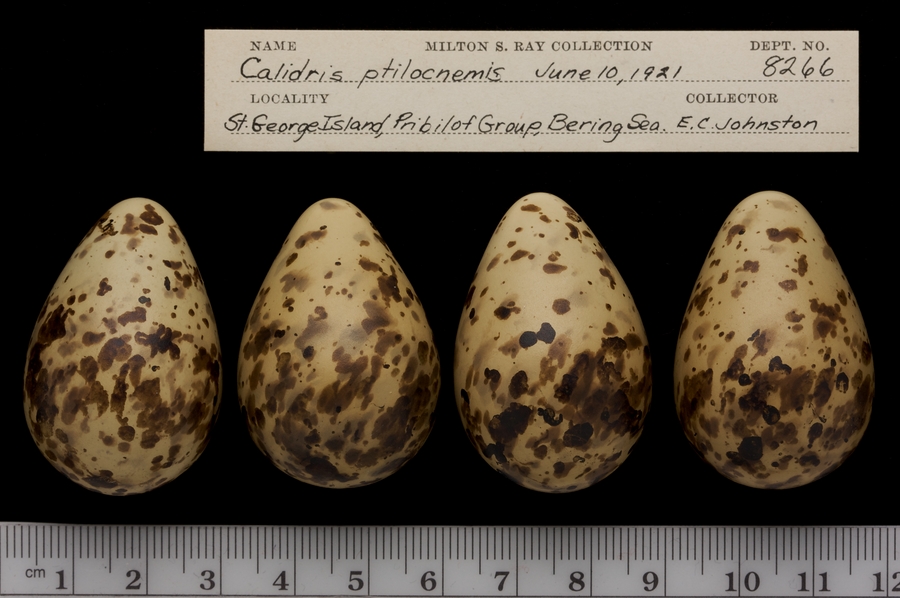 NAME MILTON S. RAY COLLECTION DEPT. NO.
Calidris ptilocnemis June 10, 1921 8266
LOCALITY COLLECTOR
St. George Island, Pribilof Group, Bering Sea. E.C. Johnston
cm 1 2 3 4 5 6 7 8 9 10 11 12